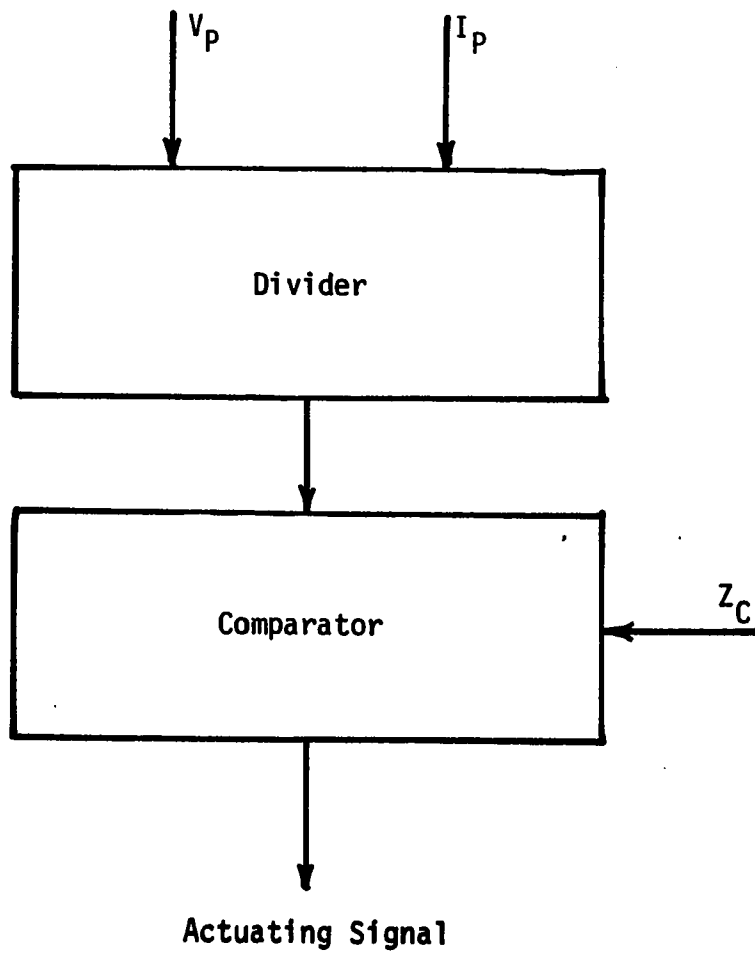 V_P
I_P
Divider
Z_C
Comparator
Actuating Signal